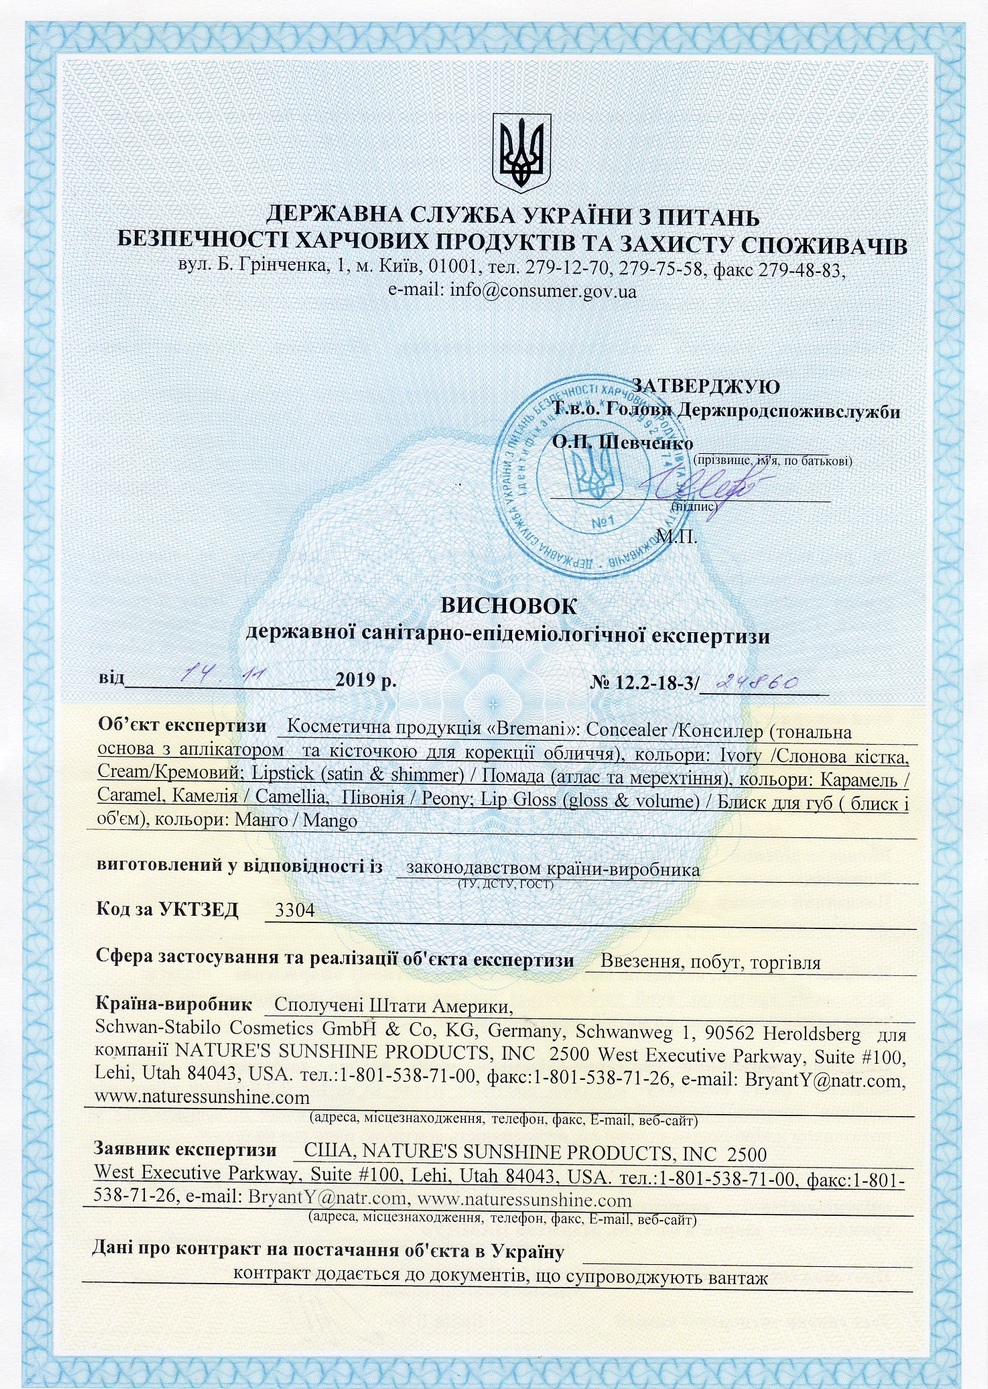 ДЕРЖАВНА СЛУЖБА УКРАЇНИ З ПИТАНЬ
БЕЗПЕЧНОСТІ ХАРЧОВИХ ПРОДУКТІВ ТА ЗАХИСТУ СПОЖИВАЧІВ
вул. Б. Грінченка, 1, м. Київ, 01001, тел. 279-12-70, 279-75-58, факс 279-48-83,
e-mail: info@consumer.gov.ua
ЗАТВЕРДЖУЮ
Т.в.о. Голови Держпродспоживслужби
О.П. Шевченко
(прізвище, ім'я, по батькові)
(підпис)
№1
М.П.
ВИСНОВОК
державної санітарно-епідеміологічної експертизи
від 14 . 11 2019 р. № 12.2-18-3/ 24860
Об’єкт експертизи Косметична продукція «Bremani»: Concealer /Консилер (тональна
основа з аплікатором та кісточкою для корекції обличчя), кольори: Ivory /Слонова кістка,
Cream/Кремовий; Lipstick (satin & shimmer) / Помада (атлас та мерехтіння), кольори: Карамель /
Caramel, Камелія / Camellia, Півонія / Peony; Lip Gloss (gloss & volume) / Блиск для губ ( блиск і
об'єм), кольори: Манго / Mango
виготовлений у відповідності із законодавством країни-виробника
(ТУ, ДСТУ, ГОСТ)
Код за УКТЗЕД 3304
Сфера застосування та реалізації об'єкта експертизи Ввезення, побут, торгівля
Країна-виробник Сполучені Штати Америки,
Schwan-Stabilo Cosmetics GmbH & Co, KG, Germany, Schwanweg 1, 90562 Heroldsberg для
компанії NATURE'S SUNSHINE PRODUCTS, INC 2500 West Executive Parkway, Suite #100,
Lehi, Utah 84043, USA. тел.:1-801-538-71-00, факс:1-801-538-71-26, e-mail: BryantY@natr.com,
www.naturessunshine.com
(адреса, місцезнаходження, телефон, факс, E-mail, веб-сайт)
Заявник експертизи США, NATURE'S SUNSHINE PRODUCTS, INC 2500
West Executive Parkway, Suite #100, Lehi, Utah 84043, USA. тел.:1-801-538-71-00, факс:1-801-
538-71-26, e-mail: BryantY@natr.com, www.naturessunshine.com
(адреса, місцезнаходження, телефон, факс, E-mail, веб-сайт)
Дані про контракт на постачання об'єкта в Україну
контракт додається до документів, що супроводжують вантаж